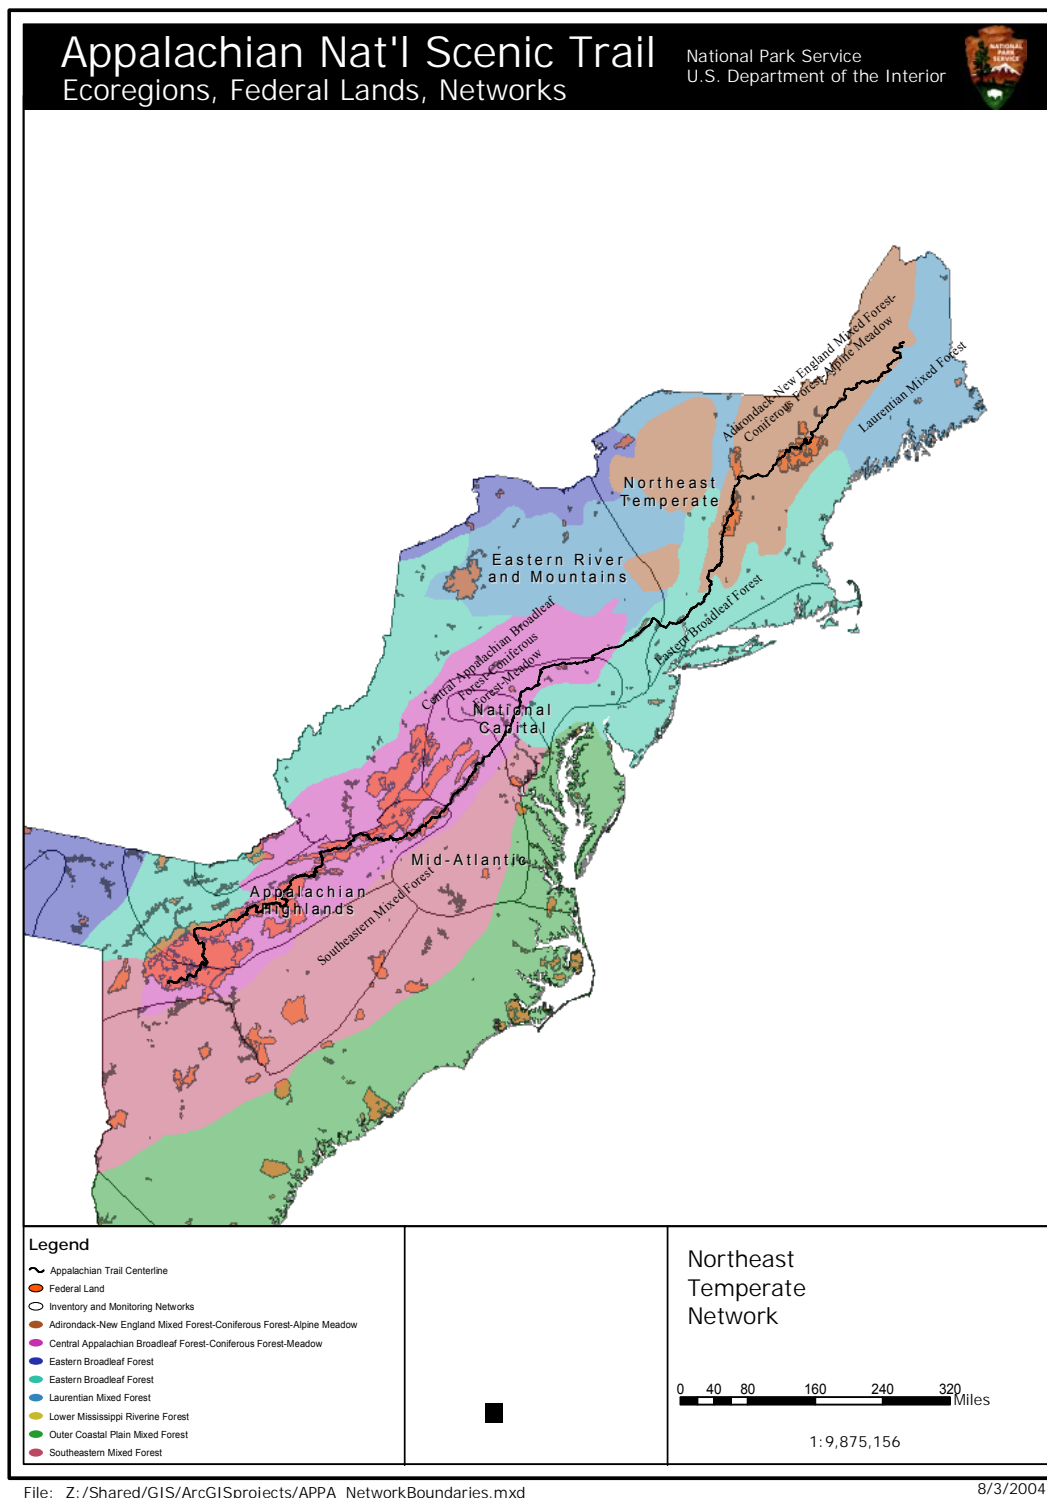 Appalachian Nat'l Scenic Trail
Ecoregions, Federal Lands, Networks
National Park Service
U.S. Department of the Interior
NATIONAL
PARK
SERVICE
Adirondack-New England Mixed Forest-
Coniferous Forest-Alpine Meadow
Laurentian Mixed Forest
Northeast
Temperate
Eastern River
and Mountains
Eastern Broadleaf Forest
Central Appalachian Broadleaf
Forest-Coniferous
Forest-Meadow
National
Capital
Mid-Atlantic
Appalachian
Highlands
Southeastern Mixed Forest
Legend
Appalachian Trail Centerline
Federal Land
Inventory and Monitoring Networks
Adirondack-New England Mixed Forest-Coniferous Forest-Alpine Meadow
Central Appalachian Broadleaf Forest-Coniferous Forest-Meadow
Eastern Broadleaf Forest
Eastern Broadleaf Forest
Laurentian Mixed Forest
Lower Mississippi Riverine Forest
Outer Coastal Plain Mixed Forest
Southeastern Mixed Forest
Northeast
Temperate
Network
0 40 80 160 240 320
Miles
1:9,875,156
File: Z:/Shared/GIS/ArcGISprojects/APPA_NetworkBoundaries.mxd
8/3/2004